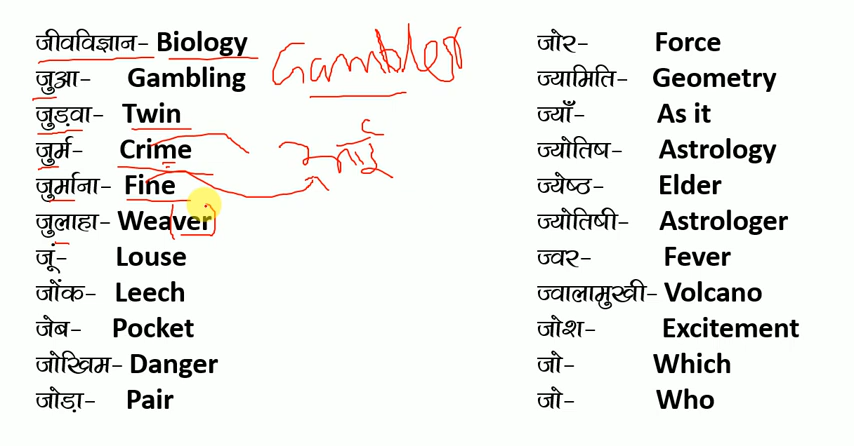 जीवविज्ञान- Biology
जुआ- Gambling
Gambler
जुड़वा- Twin
जुर्म- Crime
जुर्माना- Fine
जुलाहा- Weaver
जूं- Louse
जोंक- Leech
जेब- Pocket
जोखिम- Danger
जोड़ा- Pair
जोर- Force
ज्यामिति- Geometry
ज्यॉं- As it
ज्योतिष- Astrology
ज्येष्ठ- Elder
ज्योतिषी- Astrologer
ज्वर- Fever
ज्वालामुखी- Volcano
जोश- Excitement
जो- Which
जो- Who